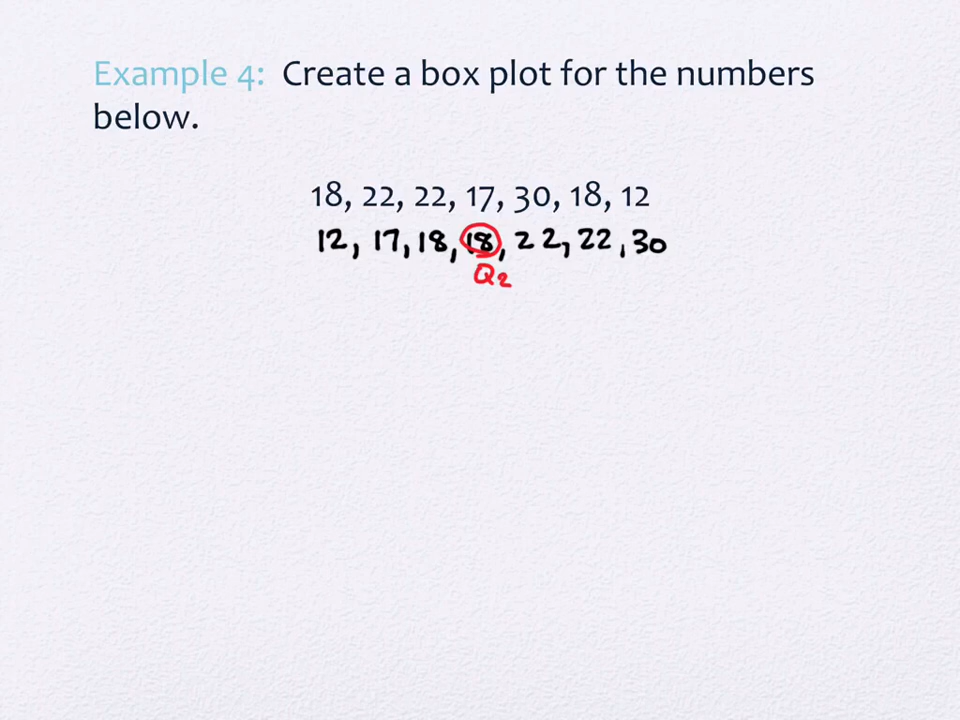 Example 4: Create a box plot for the numbers
below.
18, 22, 22, 17, 30, 18, 12
12, 17, 18, 18, 22, 22, 30
Q2